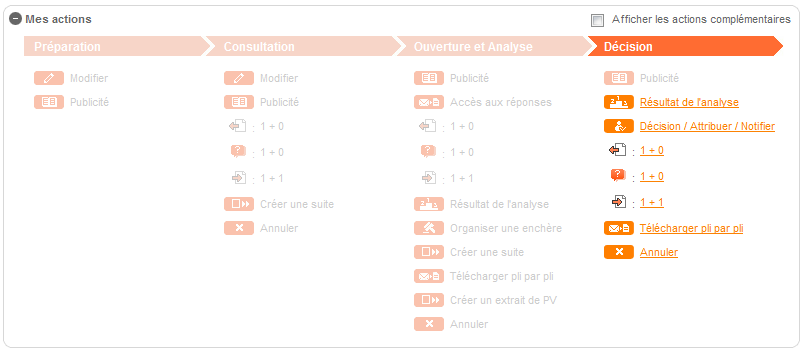 Mes actions
Afficher les actions complémentaires
Préparation
Consultation
Ouverture et Analyse
Décision
Modifier
Publicité
Modifier
Publicité
: 1 + 0
: 1 + 0
: 1 + 1
Créer une suite
Annuler
Publicité
Accès aux réponses
: 1 + 0
: 1 + 0
: 1 + 1
Résultat de l'analyse
Organiser une enchère
Créer une suite
Télécharger pli par pli
Créer un extrait de PV
Annuler
Publicité
Résultat de l'analyse
Décision / Attribuer / Notifier
: 1 + 0
: 1 + 0
: 1 + 1
Télécharger pli par pli
Annuler